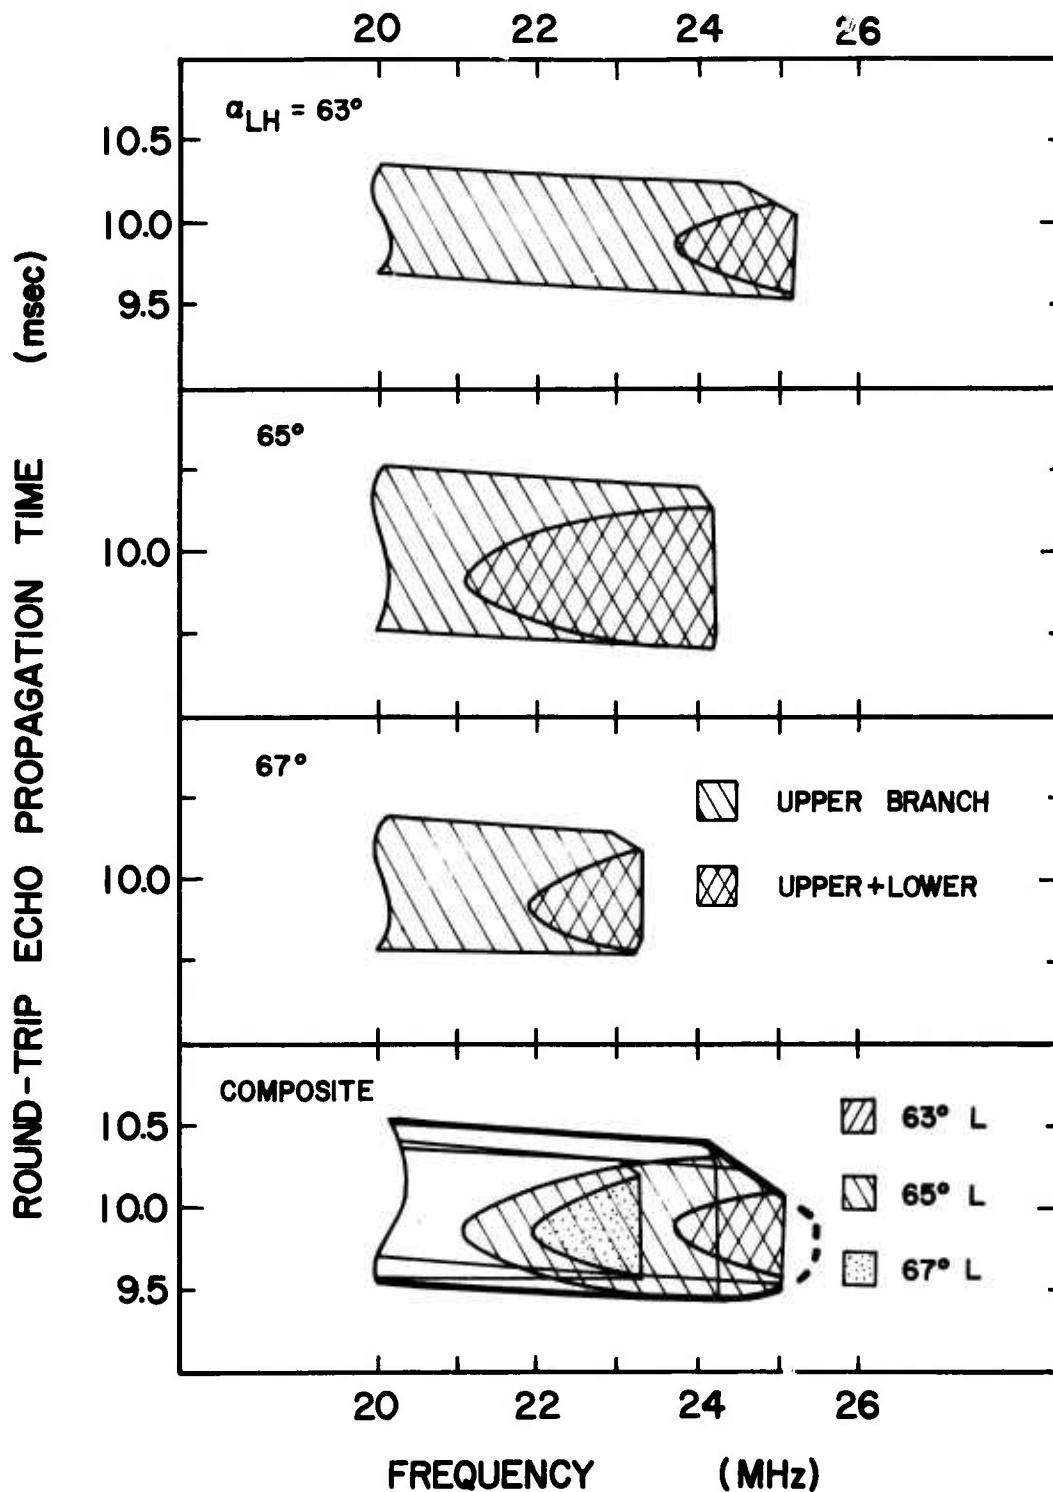 20 22 24 26
α LH = 63°
10.5
10.0
9.5
65°
10.0
67°
UPPER BRANCH
10.0
UPPER+LOWER
COMPOSITE
10.5
63° L
10.0
65° L
9.5
67° L
20 22 24 26
FREQUENCY (MHz)
ROUND-TRIP ECHO PROPAGATION TIME (msec)